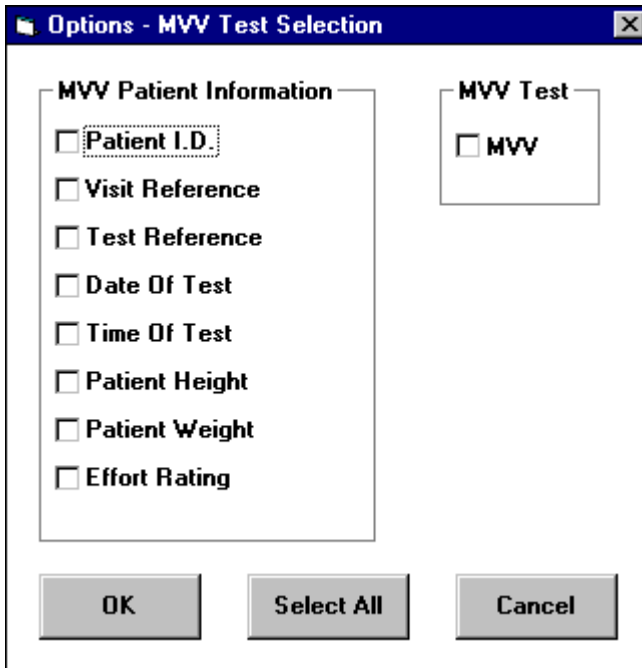 Options - MVV Test Selection
MVV Patient Information
Patient I.D.
Visit Reference
Test Reference
Date Of Test
Time Of Test
Patient Height
Patient Weight
Effort Rating
MVV Test
MVV
OK
Select All
Cancel